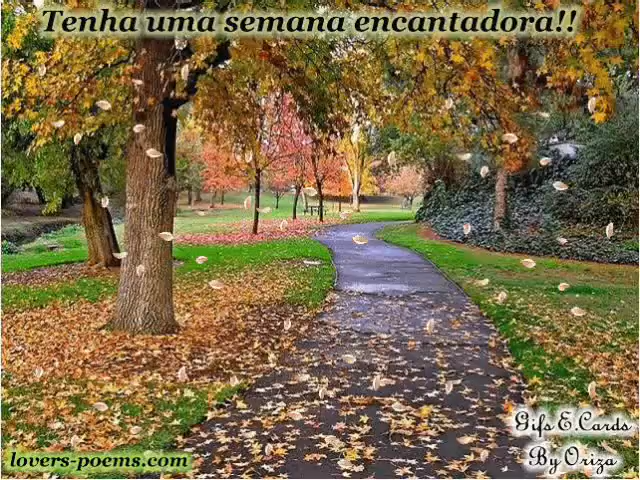 Tenha uma semana encantadora!!
lovers-poems.com
Gifs E.Cards
By Oriza